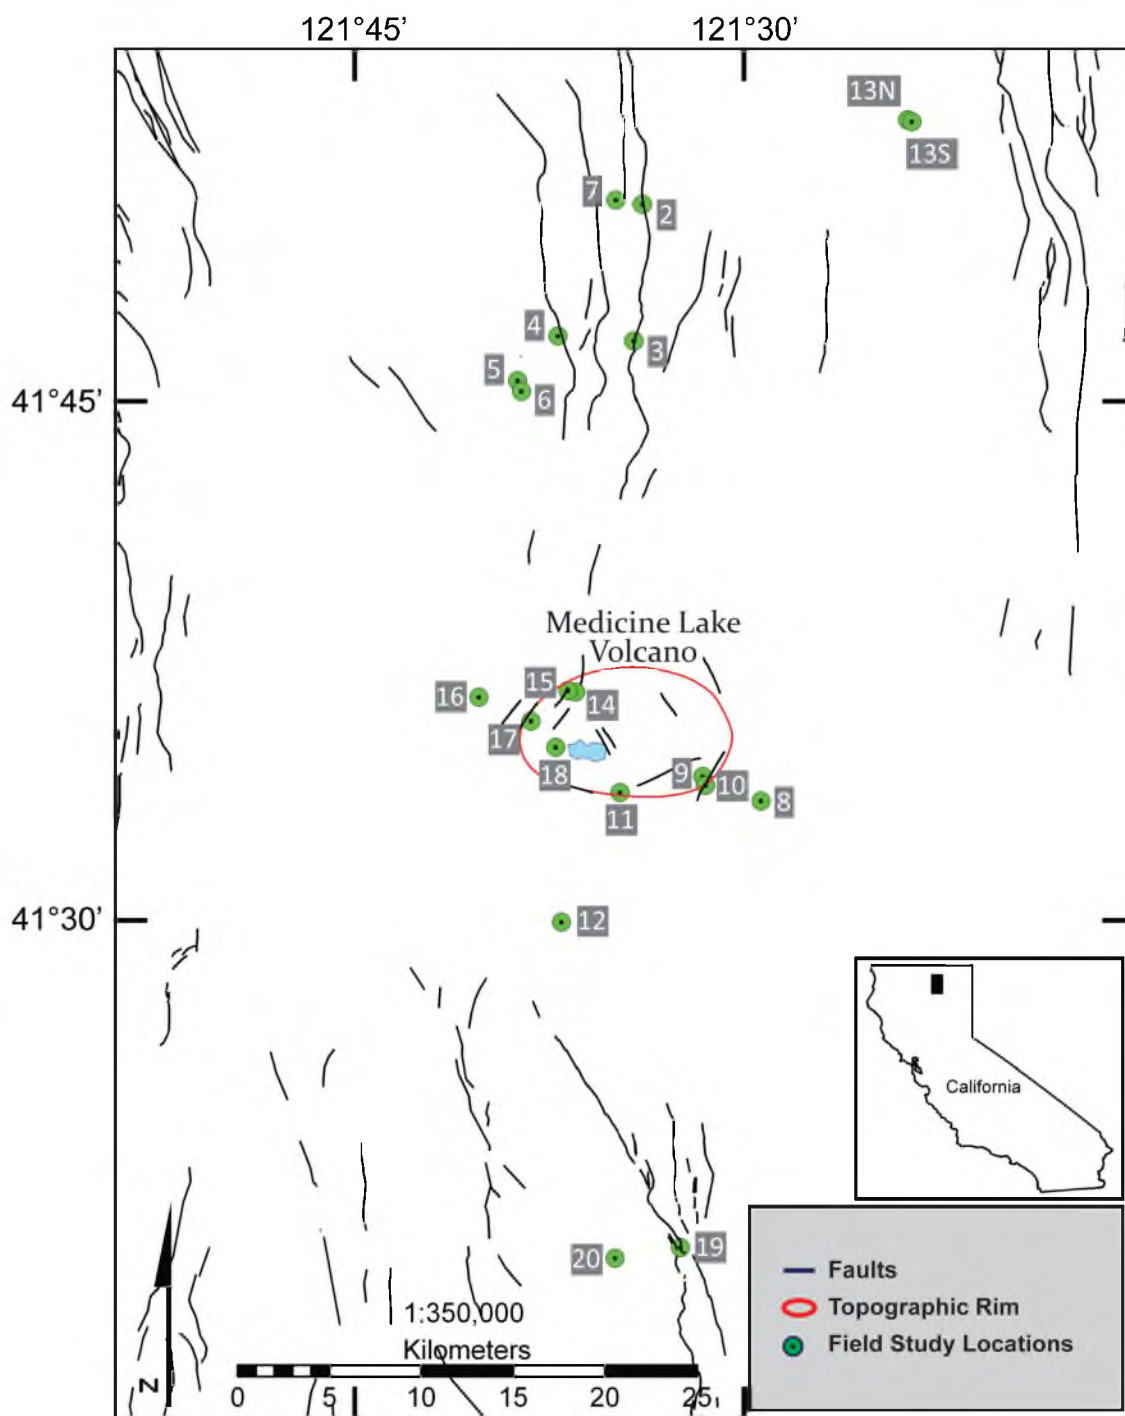 121°45’
121°30’
13N
13S
7
2
4
3
5
6
41°45’
Medicine Lake
Volcano
16
15
14
17
18
9
10
8
11
41°30’
12
California
20
19
Faults
Topographic Rim
Field Study Locations
1:350,000
Kilometers
0 5 10 15 20 25
N